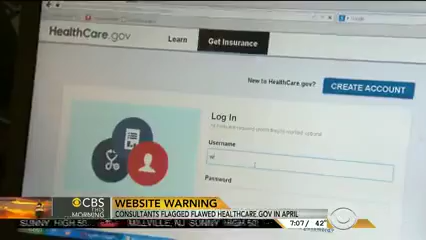 HealthCare.gov
Learn
Get Insurance
New to HealthCare.gov?
CREATE ACCOUNT
Log In
Username
Password
CBS
THIS
MORNING
WEBSITE WARNING
CONSULTANTS FLAGGED FLAWED HEALTHCARE.GOV IN APRIL
SUNNY HIGH 5
MILLVILLE, NJ SUNNY HIGH 5
7:07
42°